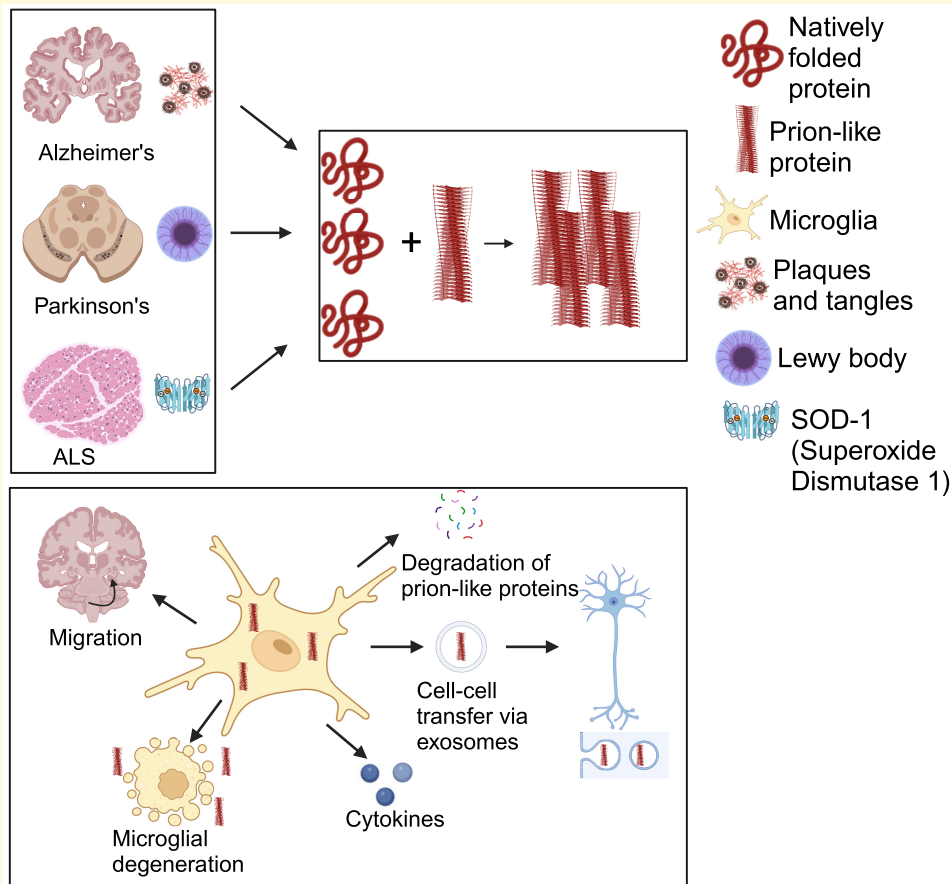 Alzheimer's
Parkinson's
ALS
+
Natively
folded
protein
Prion-like
protein
Microglia
Plaques
and tangles
Lewy body
SOD-1
(Superoxide
Dismutase 1)
Migration
Degradation of
prion-like proteins
Cell-cell
transfer via
exosomes
Cytokines
Microglial
degeneration